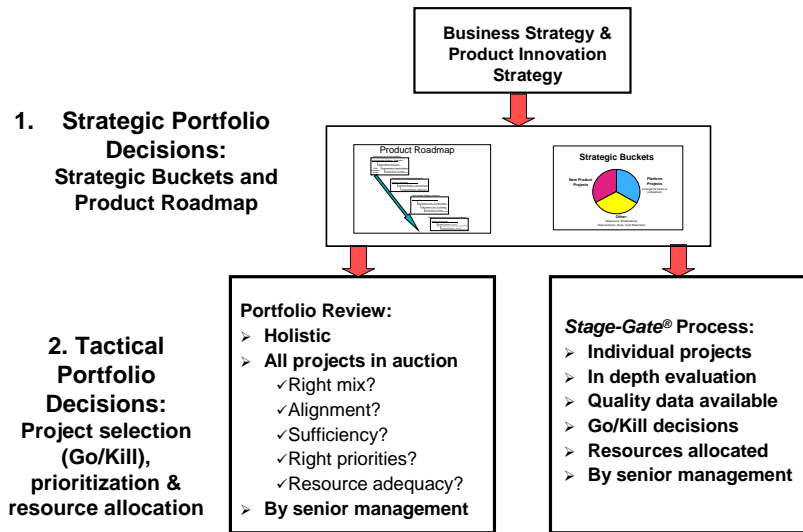 Business Strategy &
Product Innovation
Strategy
1. Strategic Portfolio
Decisions:
Strategic Buckets and
Product Roadmap
Product Roadmap
Strategic Buckets
New Product
Projects
Platform
Projects
Other:
2. Tactical
Portfolio
Decisions:
Project selection
(Go/Kill),
prioritization &
resource allocation
Portfolio Review:
➢ Holistic
➢ All projects in auction
✓Right mix?
✓Alignment?
✓Sufficiency?
✓Right priorities?
✓Resource adequacy?
➢ By senior management
Stage-Gate® Process:
➢ Individual projects
➢ In depth evaluation
➢ Quality data available
➢ Go/Kill decisions
➢ Resources allocated
➢ By senior management